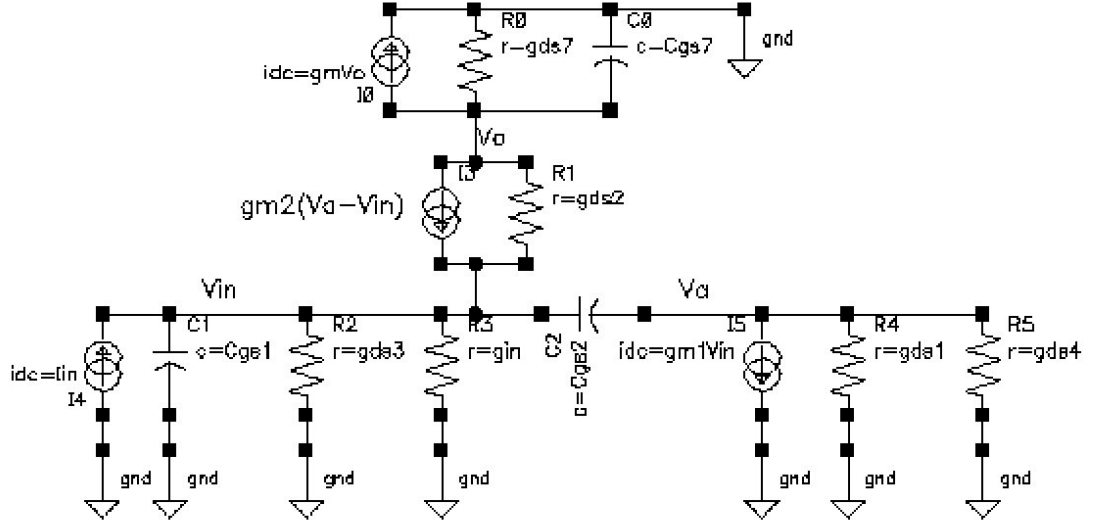 R0
r-gds7
C0
c-Cgs7
gnd
idc=gmVo
I0
Vo
I3
R1
gm2(Va-Vin)
r=gds2
Vin
Va
C1
c=Cgs1
R2
r=gds3
R3
r=gin
C2
c=Cgs2
I5
idc=gm1Vin
R4
r=gds1
R5
r=gds4
idc=Iin
I4
gnd
gnd
gnd
gnd
gnd
gnd
gnd